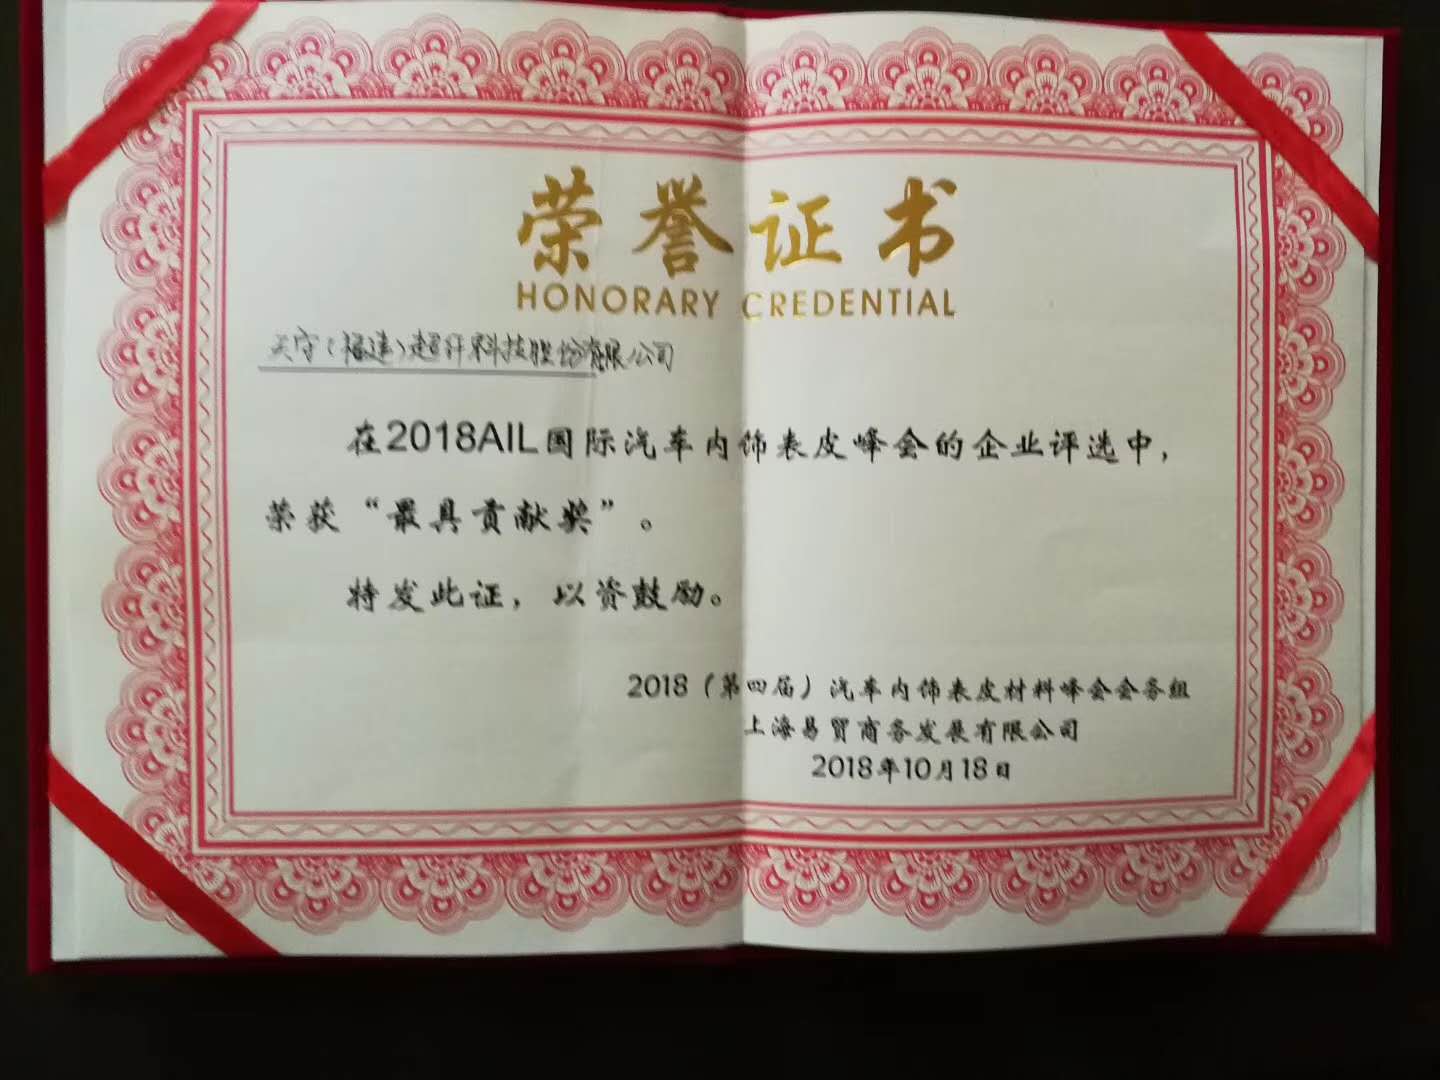 荣誉证书
HONORARY CREDENTIAL
天守（福建）超纤科技股份有限公司
在2018AIL国际汽车内饰表皮峰会的企业评选中，
荣获“最具贡献奖”。
特发此证，以资鼓励。
2018（第四届）汽车内饰表皮材料峰会会务组
上海易贸商务发展有限公司
2018年10月18日